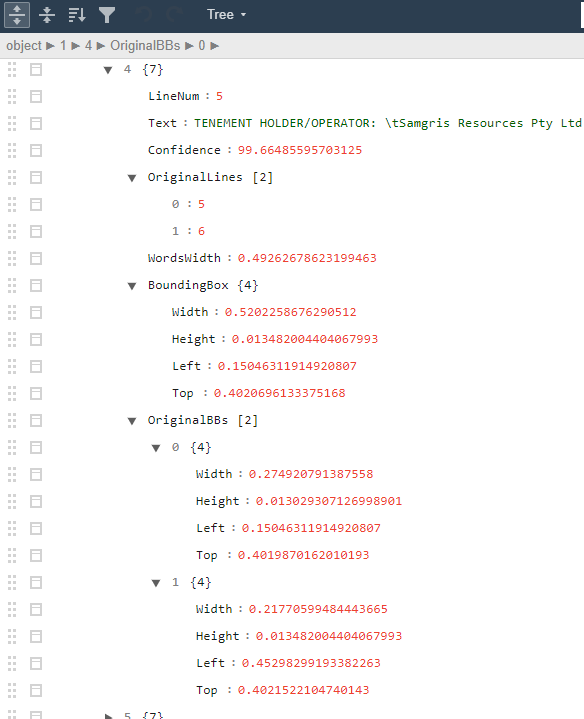 Tree
object ▶ 1 ▶ 4 ▶ OriginalBBs ▶ 0 ▶
4 {7}
LineNum : 5
Text : TENEMENT HOLDER/OPERATOR: \tSamgris Resources Pty Ltd
Confidence : 99.66485595703125
OriginalLines [2]
0 : 5
1 : 6
WordsWidth : 0.49262678623199463
BoundingBox {4}
Width : 0.5202258676290512
Height : 0.013482004404067993
Left : 0.15046311914920807
Top : 0.4020696133375168
OriginalBBs [2]
0 {4}
Width : 0.274920791387558
Height : 0.013029307126998901
Left : 0.15046311914920807
Top : 0.4019870162010193
1 {4}
Width : 0.21770599484443665
Height : 0.013482004404067993
Left : 0.45298299193382263
Top : 0.4021522104740143
5 {7}